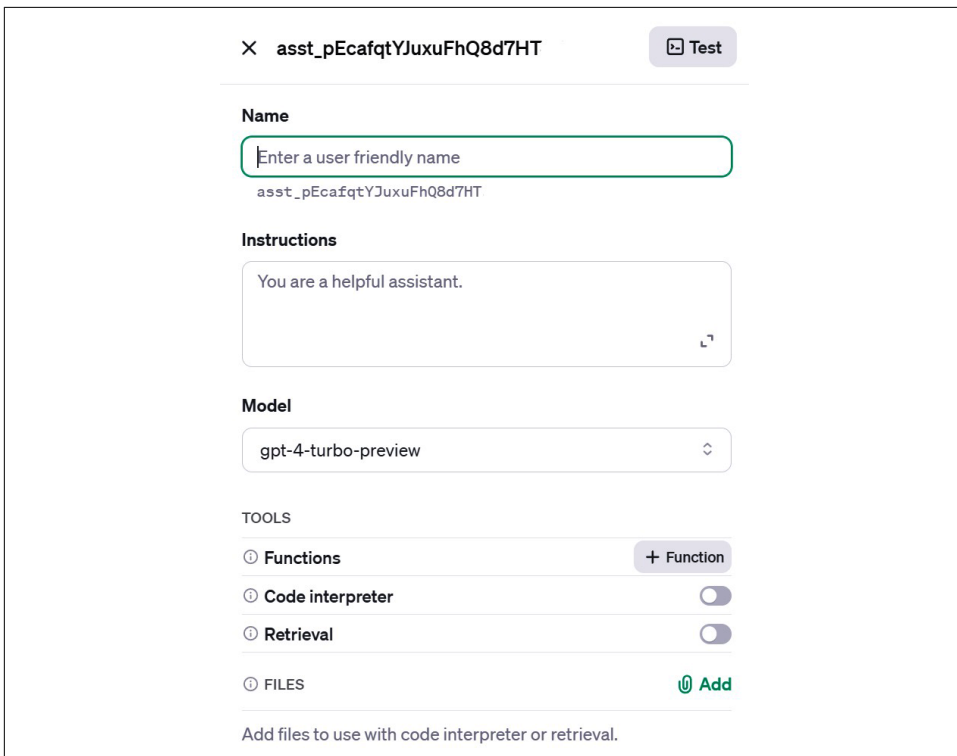 asst_pEcafqtYJuxuFhQ8d7HT
Test
Name
Enter a user friendly name
asst_pEcafqtYJuxuFhQ8d7HT
Instructions
You are a helpful assistant.
Model
gpt-4-turbo-preview
TOOLS
Functions
+ Function
Code interpreter
Retrieval
FILES
Add
Add files to use with code interpreter or retrieval.